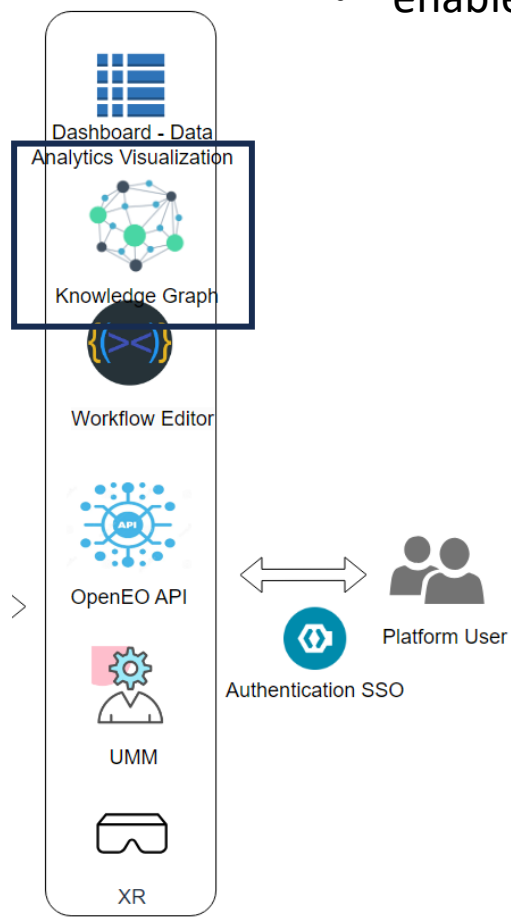 enable
Dashboard - Data
Analytics Visualization
Knowledge Graph
{(><)}
Workflow Editor
API
OpenEO API
Platform User
Authentication SSO
UMM
XR